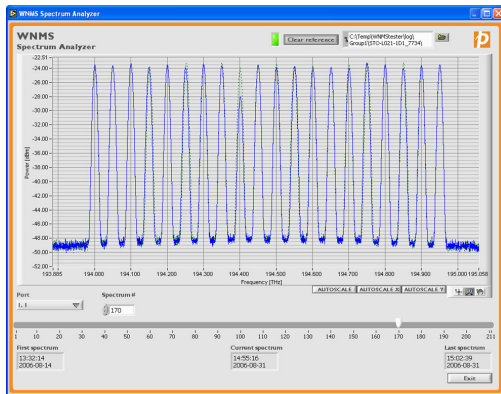 WNMS Spectrum Analyzer
WNMS
Spectrum Analyzer
Clear reference
C:\Temp\WNMStester\log\
Group1\STO-L021-1D1_7734\
p
Power [dBm]
-22.51
-24.00
-26.00
-28.00
-30.00
-32.00
-34.00
-36.00
-38.00
-40.00
-42.00
-44.00
-46.00
-48.00
-50.00
-52.00
193.885 194.000 194.100 194.200 194.300 194.400 194.500 194.600 194.700 194.800 194.900 195.000 195.058
Frequency [THz]
AUTOSCALE AUTOSCALE X AUTOSCALE Y
Port
1.1
Spectrum #
170
1 10 20 30 40 50 60 70 80 90 100 110 120 130 140 150 160 170 180 190 200 211
First spectrum
13:32:14
2006-08-14
Current spectrum
14:55:16
2006-08-31
Last spectrum
15:02:39
2006-08-31
Exit